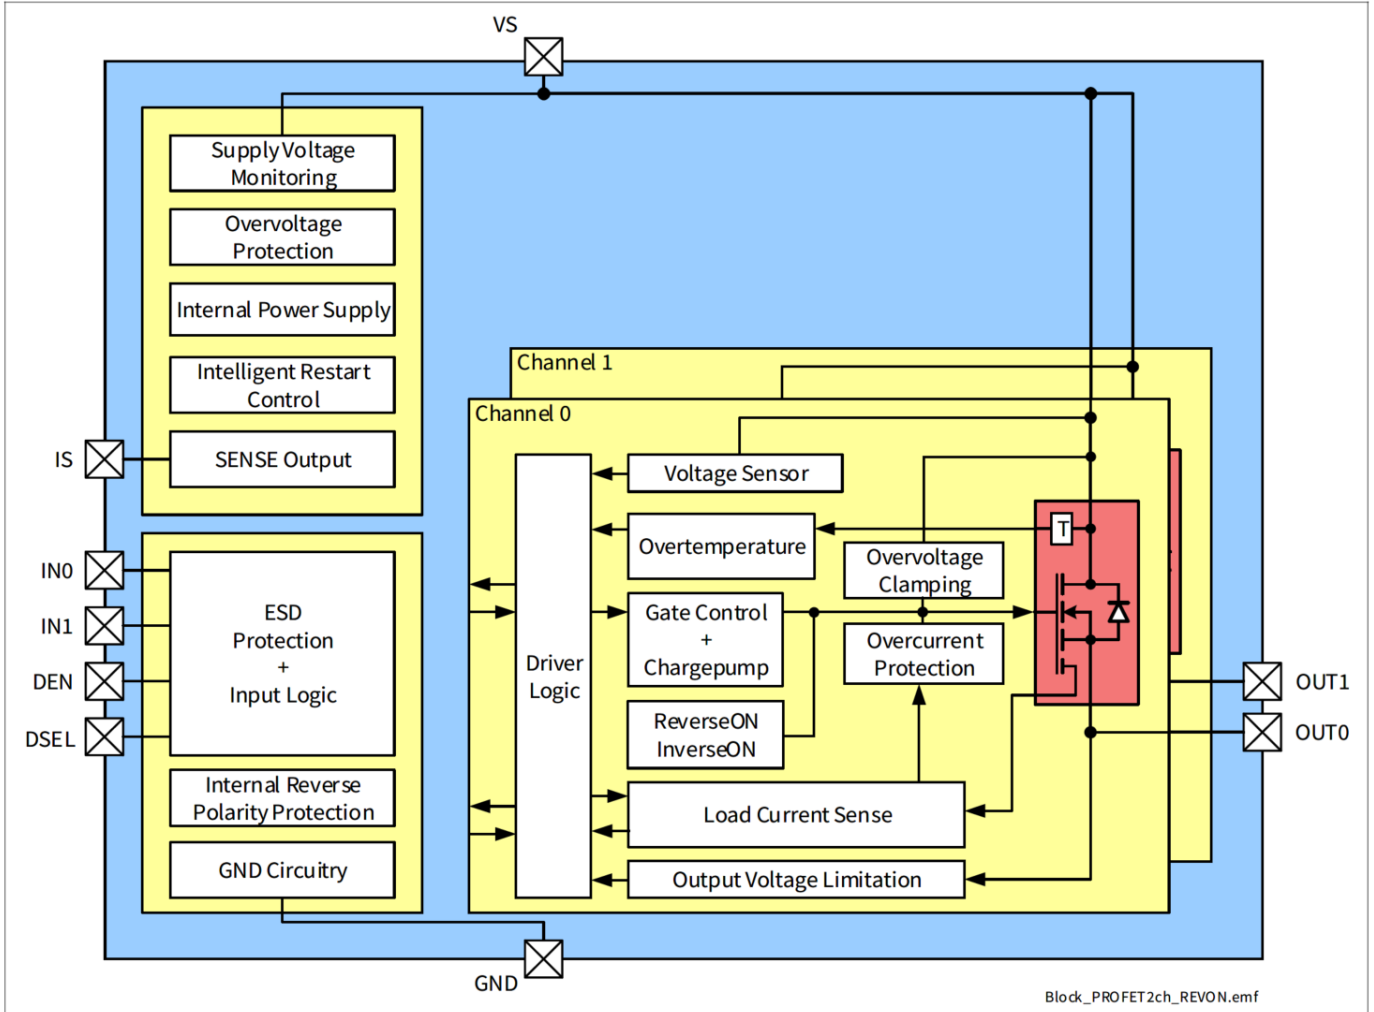 VS
Supply Voltage
Monitoring
Overvoltage
Protection
Internal Power Supply
Intelligent Restart
Control
IS
SENSE Output
IN0
IN1
DEN
DSEL
ESD
Protection
+
Input Logic
Internal Reverse
Polarity Protection
GND Circuitry
GND
Channel 1
Channel 0
Driver
Logic
Voltage Sensor
Overtemperature
Overvoltage
Clamping
T
Gate Control
+
Chargepump
Overcurrent
Protection
ReverseON
InverseON
Load Current Sense
Output Voltage Limitation
OUT1
OUT0
Block_PROFET2ch_REVON.emf